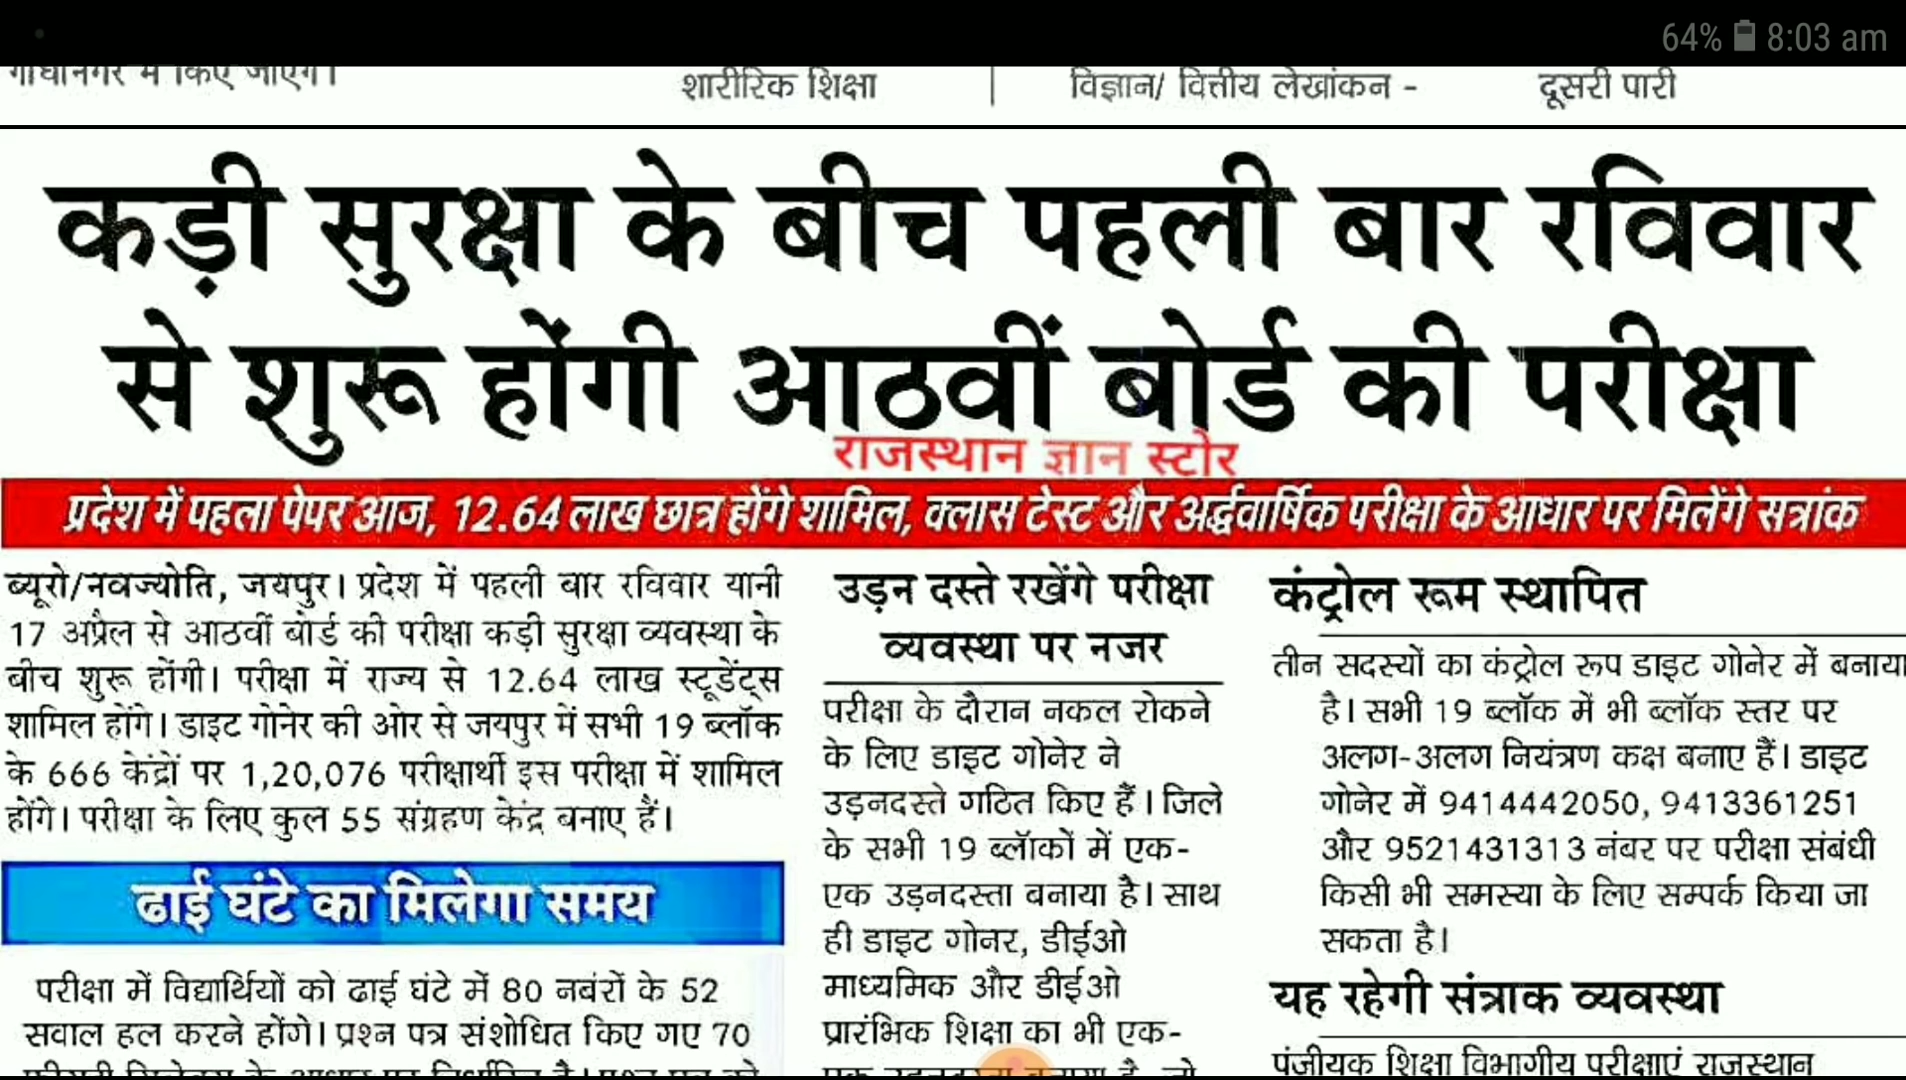 64% 8:03 am
गांधीनगर में किए जाएंगे।
शारीरिक शिक्षा
विज्ञान/ वित्तीय लेखांकन -
दूसरी पारी
कड़ी सुरक्षा के बीच पहली बार रविवार
से शुरू होंगी आठवीं बोर्ड की परीक्षा
राजस्थान ज्ञान स्टोर
प्रदेश में पहला पेपर आज, 12.64 लाख छात्र होंगे शामिल, क्लास टेस्ट और अर्द्धवार्षिक परीक्षा के आधार पर मिलेंगे सत्रांक
ब्यूरो/नवज्योति, जयपुर। प्रदेश में पहली बार रविवार यानी
17 अप्रैल से आठवीं बोर्ड की परीक्षा कड़ी सुरक्षा व्यवस्था के
बीच शुरू होंगी। परीक्षा में राज्य से 12.64 लाख स्टूडेंट्स
शामिल होंगे। डाइट गोनेर की ओर से जयपुर में सभी 19 ब्लॉक
के 666 केंद्रों पर 1,20,076 परीक्षार्थी इस परीक्षा में शामिल
होंगे। परीक्षा के लिए कुल 55 संग्रहण केंद्र बनाए हैं।
ढाई घंटे का मिलेगा समय
परीक्षा में विद्यार्थियों को ढाई घंटे में 80 नबंरों के 52
सवाल हल करने होंगे। प्रश्न पत्र संशोधित किए गए 70
उड़न दस्ते रखेंगे परीक्षा
व्यवस्था पर नजर
परीक्षा के दौरान नकल रोकने
के लिए डाइट गोनेर ने
उड़नदस्ते गठित किए हैं। जिले
के सभी 19 ब्लॉकों में एक-
एक उड़नदस्ता बनाया है। साथ
ही डाइट गोनर, डीईओ
माध्यमिक और डीईओ
प्रारंभिक शिक्षा का भी एक-
कंट्रोल रूम स्थापित
तीन सदस्यों का कंट्रोल रूप डाइट गोनेर में बनाया
है। सभी 19 ब्लॉक में भी ब्लॉक स्तर पर
अलग-अलग नियंत्रण कक्ष बनाए हैं। डाइट
गोनेर में 9414442050, 9413361251
और 9521431313 नंबर पर परीक्षा संबंधी
किसी भी समस्या के लिए सम्पर्क किया जा
सकता है।
यह रहेगी संत्राक व्यवस्था
पंजीयक शिक्षा विभागीय परीक्षाएं राजस्थान